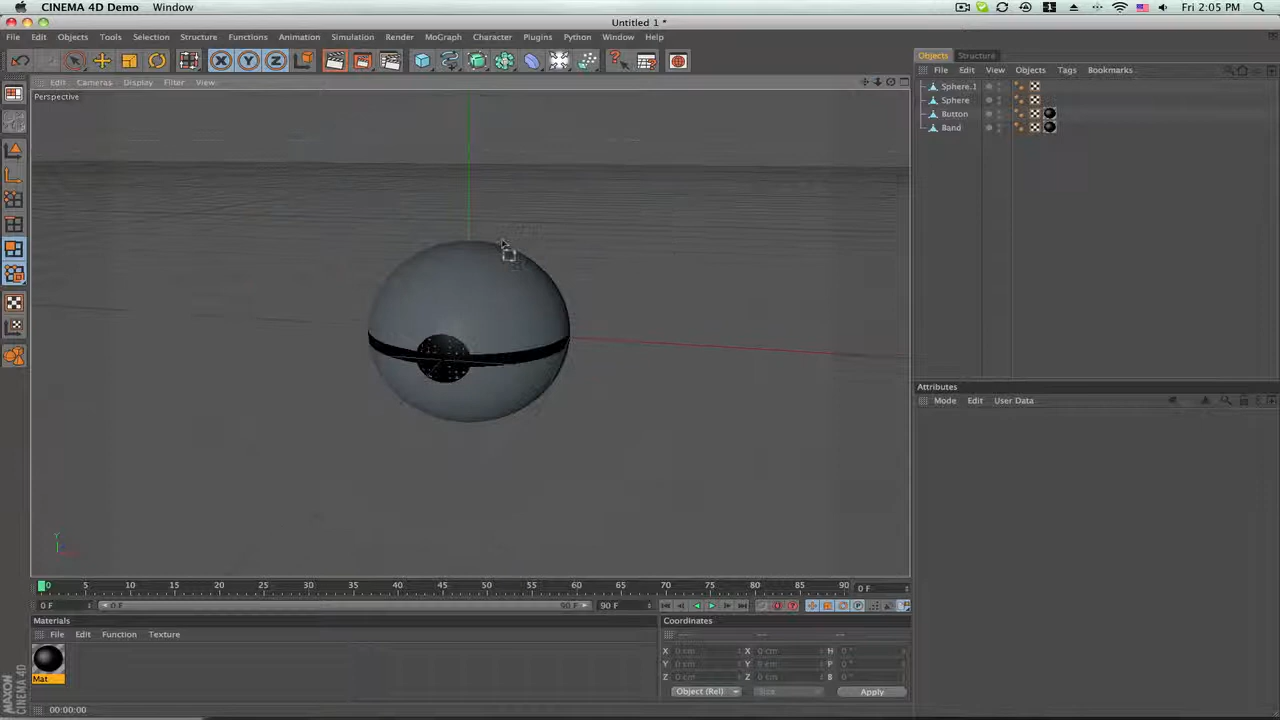 CINEMA 4D Demo Window Fri 2:05 PM
Untitled 1 *
File Edit Objects Tools Selection Structure Functions Animation Simulation Render MoGraph Character Plugins Python Window Help
Objects Structure
File Edit View Objects Tags Bookmarks
Edit Cameras Display Filter View
Perspective
Sphere.1
Sphere
Button
Band
Attributes
Mode Edit User Data
0 5 10 15 20 25 30 35 40 45 50 55 60 65 70 75 80 85 90 0 F
0 F 0 F 90 F 90 F
Materials
File Edit Function Texture
Mat
Coordinates
X 0 cm X 0 cm H 0 °
Y 0 cm Y 0 cm P 0 °
Z 0 cm Z 0 cm B 0 °
Object (Rel) Size Apply
MAXON
CINEMA 4D
00:00:00